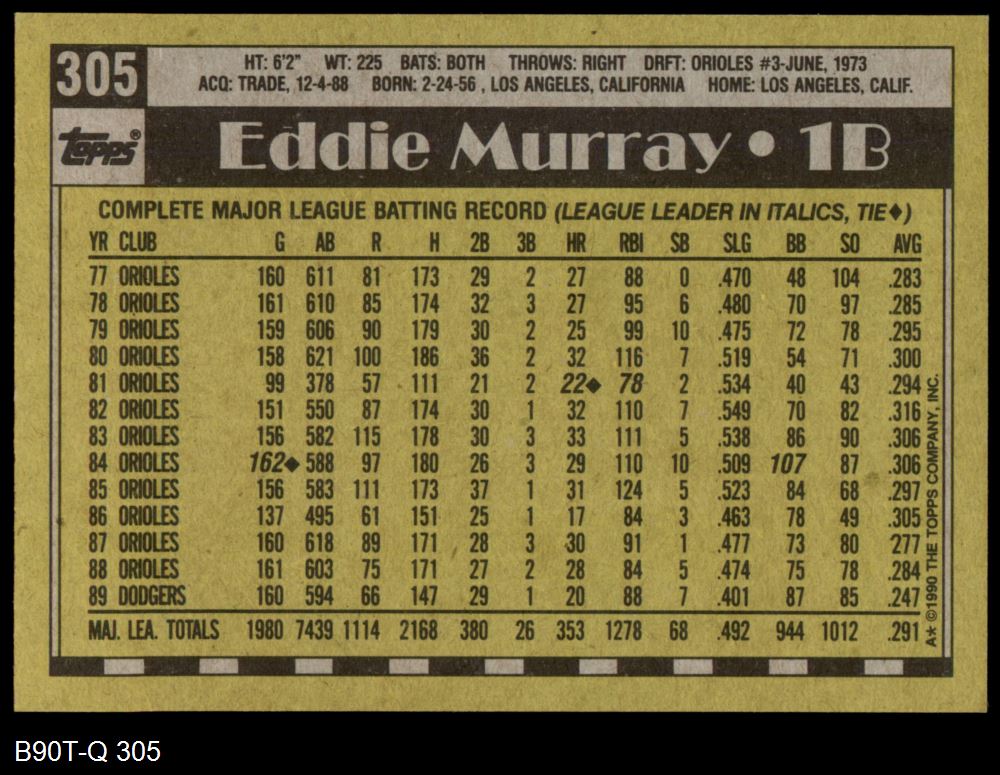 305
HT: 6'2" WT: 225 BATS: BOTH THROWS: RIGHT DRFT: ORIOLES #3-JUNE, 1973
ACQ: TRADE, 12-4-88 BORN: 2-24-56 , LOS ANGELES, CALIFORNIA HOME: LOS ANGELES, CALIF.
topps®
Eddie Murray • 1B
COMPLETE MAJOR LEAGUE BATTING RECORD (LEAGUE LEADER IN ITALICS, TIE♦)
YR CLUB G AB R H 2B 3B HR RBI SB SLG BB SO AVG
77 ORIOLES 160 611 81 173 29 2 27 88 0 .470 48 104 .283
78 ORIOLES 161 610 85 174 32 3 27 95 6 .480 70 97 .285
79 ORIOLES 159 606 90 179 30 2 25 99 10 .475 72 78 .295
80 ORIOLES 158 621 100 186 36 2 32 116 7 .519 54 71 .300
81 ORIOLES 99 378 57 111 21 2 22♦ 78 2 .534 40 43 .294
82 ORIOLES 151 550 87 174 30 1 32 110 7 .549 70 82 .316
83 ORIOLES 156 582 115 178 30 3 33 111 5 .538 86 90 .306
84 ORIOLES 162♦ 588 97 180 26 3 29 110 10 .509 107 87 .306
85 ORIOLES 156 583 111 173 37 1 31 124 5 .523 84 68 .297
86 ORIOLES 137 495 61 151 25 1 17 84 3 .463 78 49 .305
87 ORIOLES 160 618 89 171 28 3 30 91 1 .477 73 80 .277
88 ORIOLES 161 603 75 171 27 2 28 84 5 .474 75 78 .284
89 DODGERS 160 594 66 147 29 1 20 88 7 .401 87 85 .247
MAJ. LEA. TOTALS 1980 7439 1114 2168 380 26 353 1278 68 .492 944 1012 .291
A* ©1990 THE TOPPS COMPANY, INC.
B90T-Q 305